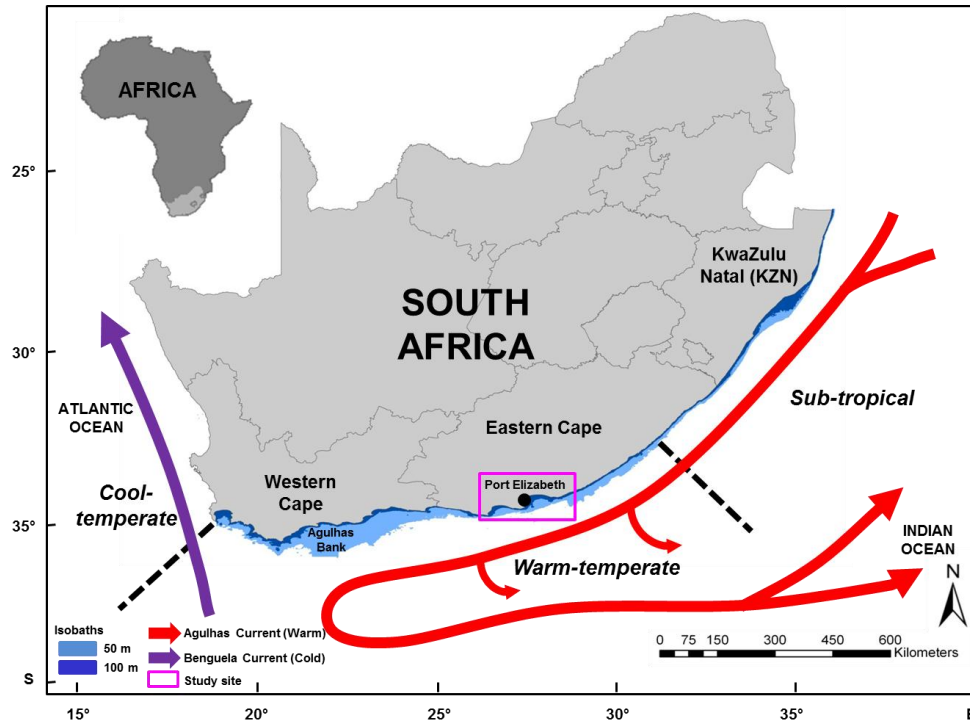 AFRICA
25°
KwaZulu
Natal (KZN)
SOUTH
AFRICA
30°
Sub-tropical
ATLANTIC
OCEAN
Eastern Cape
Western
Cape
Port Elizabeth
Cool-
temperate
35°
Agulhas
Bank
INDIAN
OCEAN
Warm-temperate
N
Isobaths
50 m
100 m
Agulhas Current (Warm)
Benguela Current (Cold)
Study site
0 75 150 300 450 600
Kilometers
S
15° 20° 25° 30° 35° E